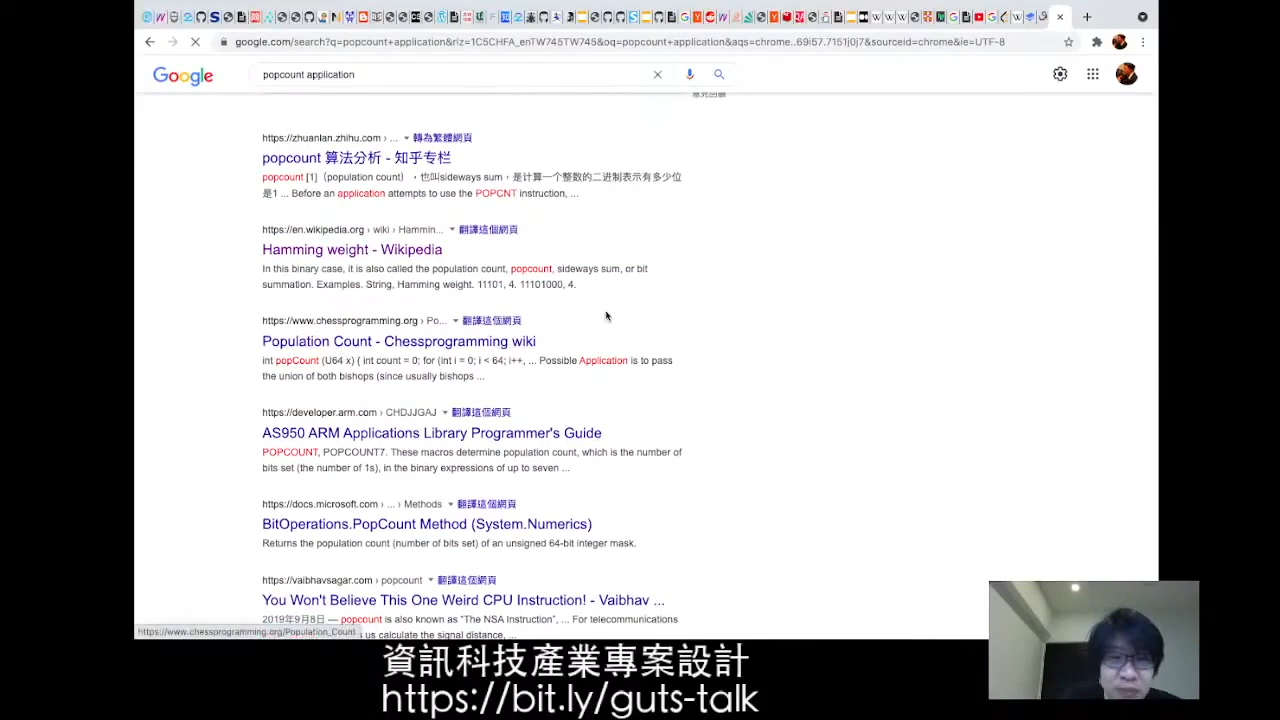 google.com/search?q=popcount+application&rlz=1C5CHFA_enTW745TW745&oq=popcount+application&aqs=chrome..69i57.7151j0j7&sourceid=chrome&ie=UTF-8
Google
popcount application
意見回饋
https://zhuanlan.zhihu.com › ... 轉為繁體網頁
popcount 算法分析 - 知乎专栏
popcount [1]（population count），也叫sideways sum，是计算一个整数的二进制表示有多少位
是1 ... Before an application attempts to use the POPCNT instruction, ...
https://en.wikipedia.org › wiki › Hammin... 翻譯這個網頁
Hamming weight - Wikipedia
In this binary case, it is also called the population count, popcount, sideways sum, or bit
summation. Examples. String, Hamming weight. 11101, 4. 11101000, 4.
https://www.chessprogramming.org › Po... 翻譯這個網頁
Population Count - Chessprogramming wiki
int popCount (U64 x) { int count = 0; for (int i = 0; i < 64; i++, ... Possible Application is to pass
the union of both bishops (since usually bishops ...
https://developer.arm.com › CHDJJGAJ 翻譯這個網頁
AS950 ARM Applications Library Programmer's Guide
POPCOUNT, POPCOUNT7. These macros determine population count, which is the number of
bits set (the number of 1s), in the binary expressions of up to seven ...
https://docs.microsoft.com › ... › Methods 翻譯這個網頁
BitOperations.PopCount Method (System.Numerics)
Returns the population count (number of bits set) of an unsigned 64-bit integer mask.
https://vaibhavsagar.com › popcount 翻譯這個網頁
You Won't Believe This One Weird CPU Instruction! - Vaibhav ...
2019年9月8日 — popcount is also known as "The NSA Instruction", ... For telecommunications
us calculate the signal distance, ...
https://www.chessprogramming.org/Population_Count
資訊科技產業專案設計
https://bit.ly/guts-talk